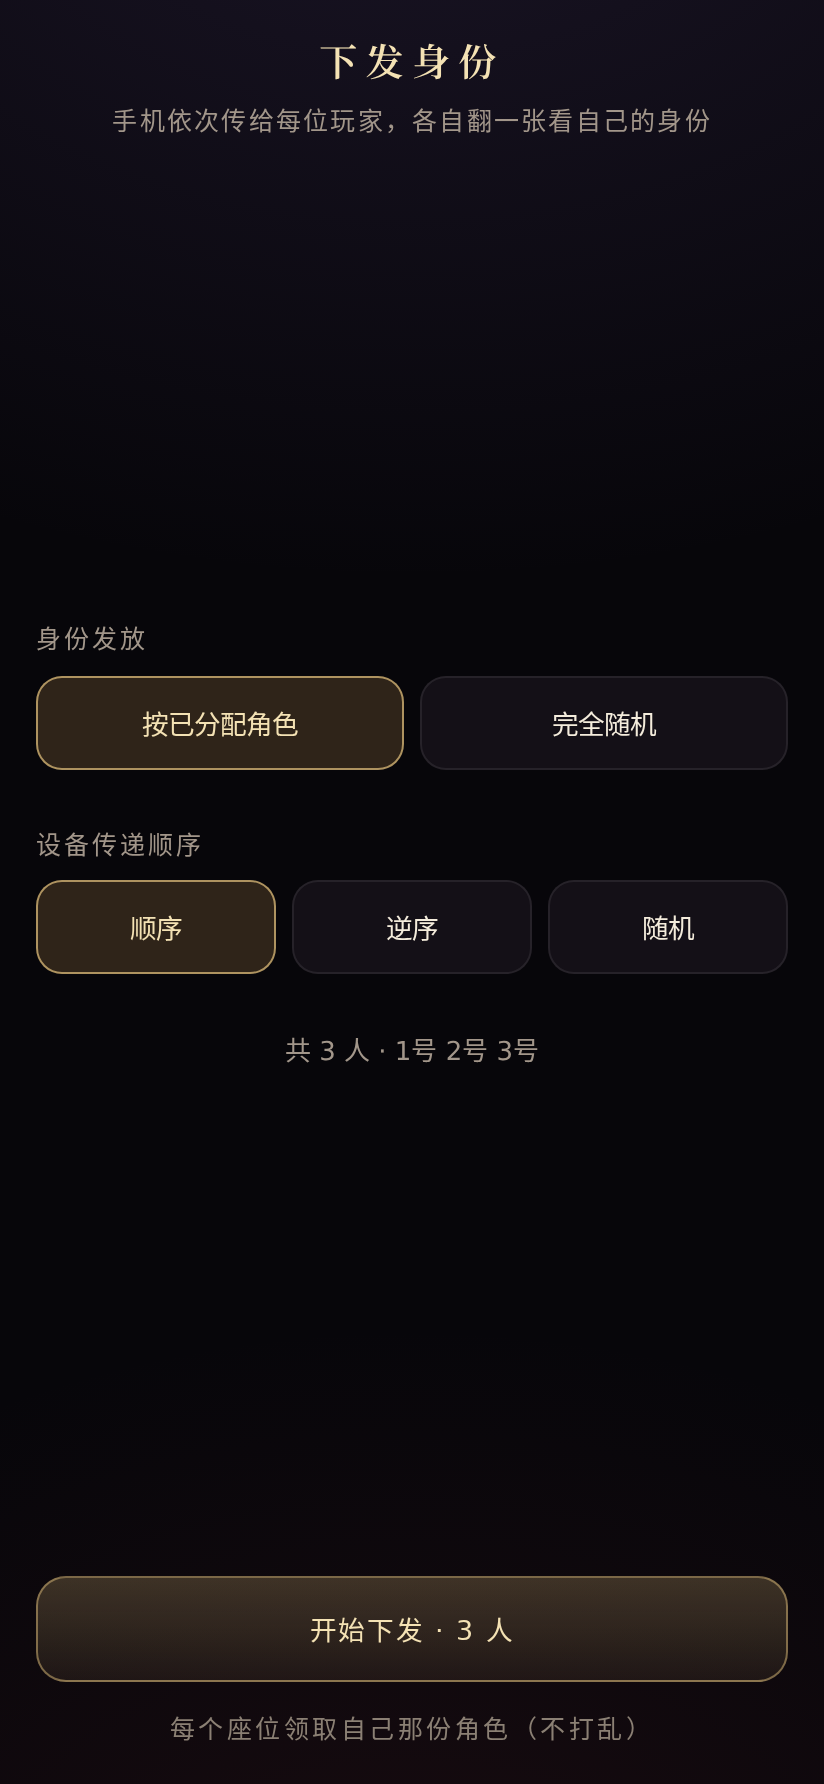 下发身份
手机依次传给每位玩家，各自翻一张看自己的身份
身份发放
按已分配角色 完全随机
设备传递顺序
顺序 逆序 随机
共 3 人 · 1号 2号 3号
开始下发 · 3 人
每个座位领取自己那份角色（不打乱）